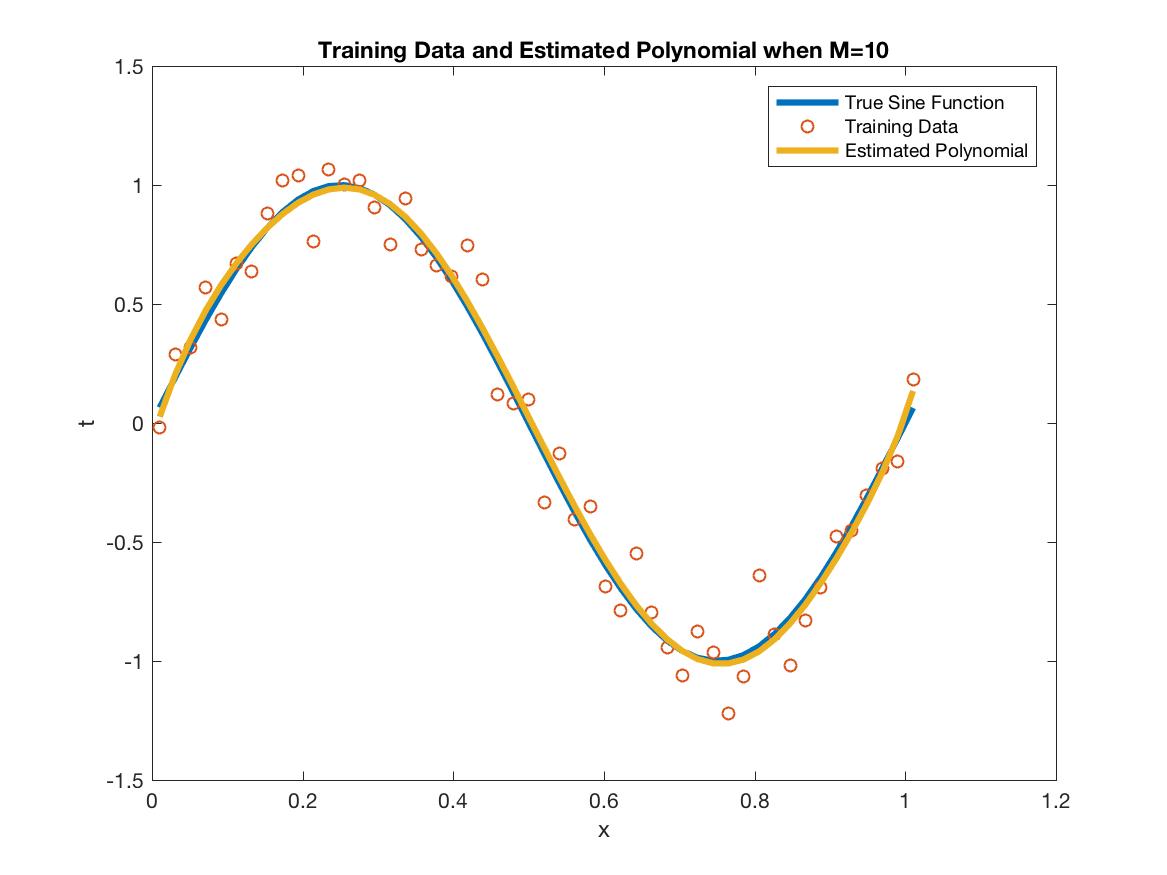 Training Data and Estimated Polynomial when M=10
1.5
True Sine Function
Training Data
Estimated Polynomial
1
0.5
t
0
-0.5
-1
-1.5
0 0.2 0.4 0.6 0.8 1 1.2
x